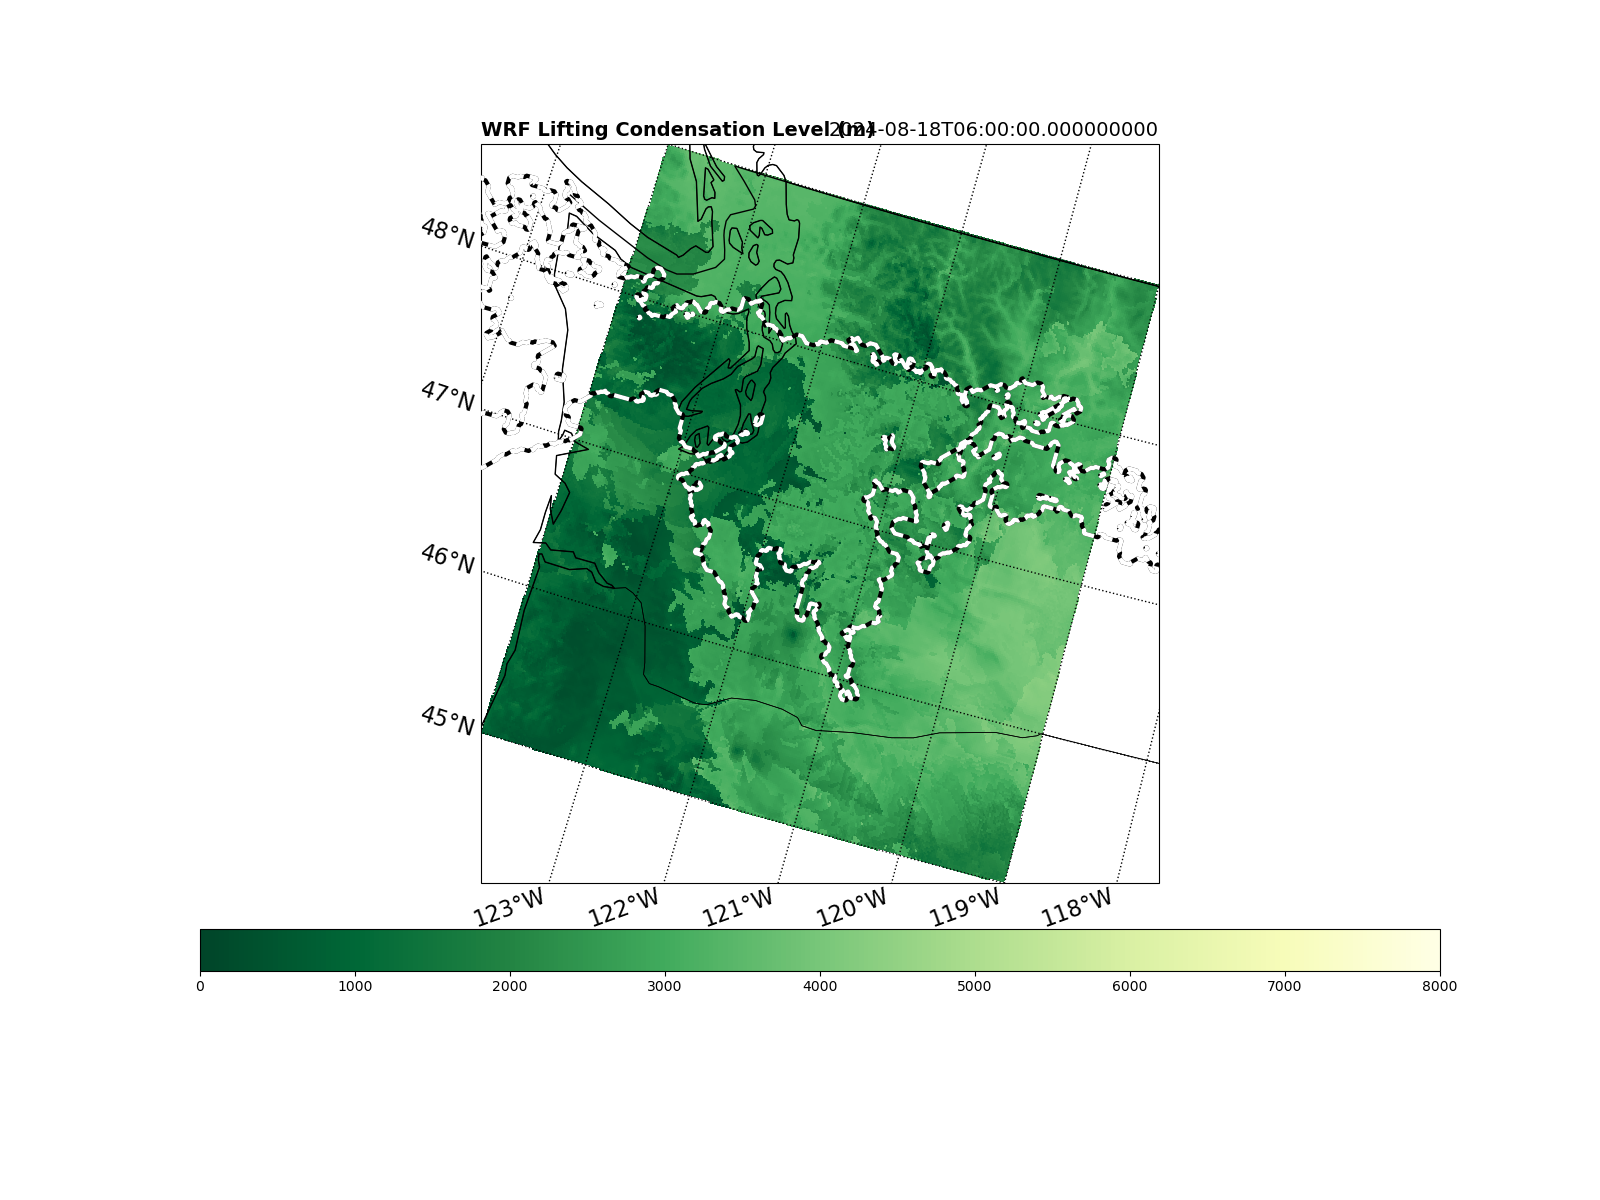 WRF Lifting Condensation Level (m) 2024-08-18T06:00:00.000000000
48°N
47°N
46°N
45°N
123°W 122°W 121°W 120°W 119°W 118°W
0 1000 2000 3000 4000 5000 6000 7000 8000